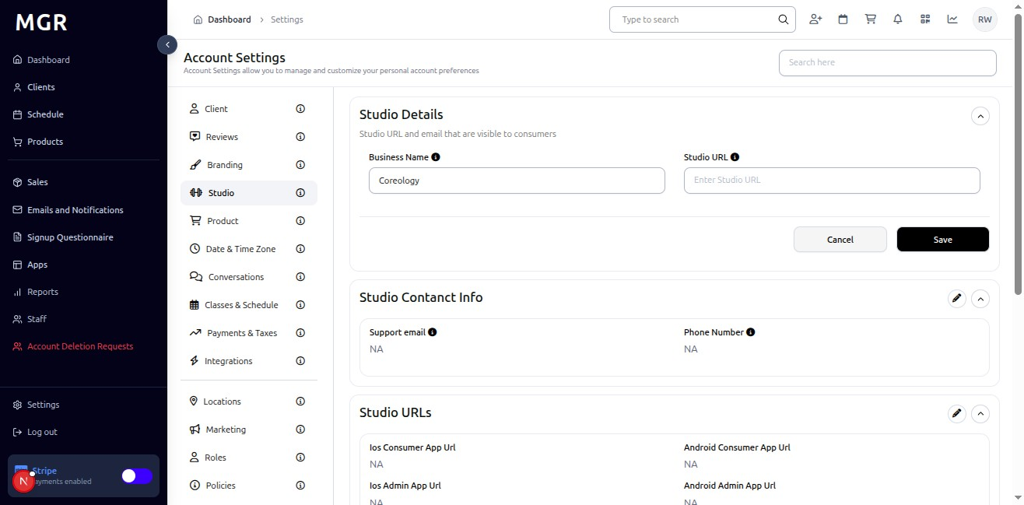 MGR
Dashboard
Clients
Schedule
Products
Sales
Emails and Notifications
Signup Questionnaire
Apps
Reports
Staff
Account Deletion Requests
Settings
Log out
Stripe
ayments enabled
N
Dashboard > Settings
Type to search
RW
Account Settings
Account Settings allow you to manage and customize your personal account preferences
Search here
Client
Reviews
Branding
Studio
Product
Date & Time Zone
Conversations
Classes & Schedule
Payments & Taxes
Integrations
Locations
Marketing
Roles
Policies
Studio Details
Studio URL and email that are visible to consumers
Business Name
Studio URL
Coreology
Enter Studio URL
Cancel
Save
Studio Contanct Info
Support email
Phone Number
NA
NA
Studio URLs
Ios Consumer App Url
Android Consumer App Url
NA
NA
Ios Admin App Url
Android Admin App Url
NA
NA